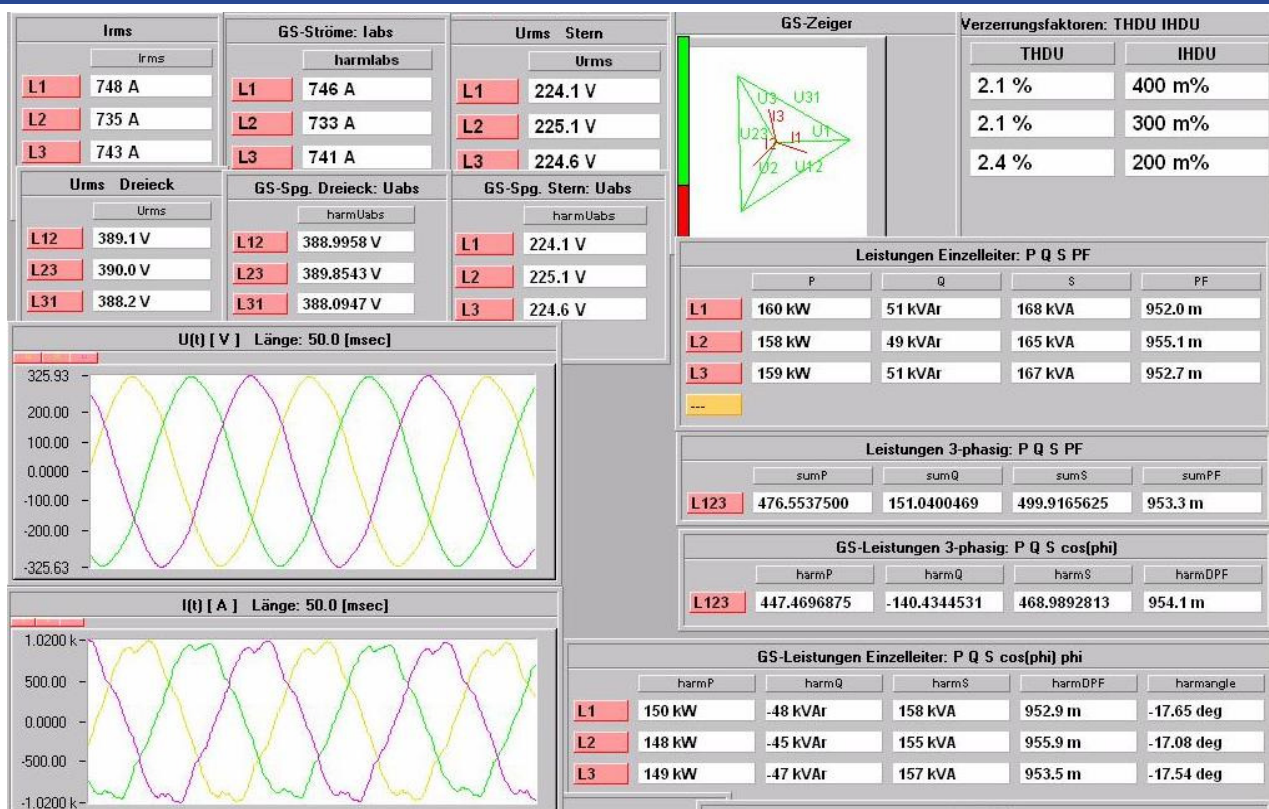 Irms
Irms
L1 748 A
L2 735 A
L3 743 A
GS-Ströme: Iabs
harmIabs
L1 746 A
L2 733 A
L3 741 A
Urms Stern
Urms
L1 224.1 V
L2 225.1 V
L3 224.6 V
GS-Zeiger
U3 U31
I3
U23 I1 U1
I2
U2 U12
Verzerrungsfaktoren: THDU IHDU
THDU IHDU
2.1 % 400 m%
2.1 % 300 m%
2.4 % 200 m%
Urms Dreieck
Urms
L12 389.1 V
L23 390.0 V
L31 388.2 V
GS-Spg. Dreieck: Uabs
harmUabs
L12 388.9958 V
L23 389.8543 V
L31 388.0947 V
GS-Spg. Stern: Uabs
harmUabs
L1 224.1 V
L2 225.1 V
L3 224.6 V
Leistungen Einzelleiter: P Q S PF
P Q S PF
L1 160 kW 51 kVAr 168 kVA 952.0 m
L2 158 kW 49 kVAr 165 kVA 955.1 m
L3 159 kW 51 kVAr 167 kVA 952.7 m
---
U(t) [ V ] Länge: 50.0 [msec]
325.93
200.00
100.00
0.0000
-100.00
-200.00
-325.63
Leistungen 3-phasig: P Q S PF
sumP sumQ sumS sumPF
L123 476.5537500 151.0400469 499.9165625 953.3 m
GS-Leistungen 3-phasig: P Q S cos(phi)
harmP harmQ harmS harmDPF
L123 447.4696875 -140.4344531 468.9892813 954.1 m
I(t) [ A ] Länge: 50.0 [msec]
1.0200 k
500.00
0.0000
-500.00
-1.0200 k
GS-Leistungen Einzelleiter: P Q S cos(phi) phi
harmP harmQ harmS harmDPF harmangle
L1 150 kW -48 kVAr 158 kVA 952.9 m -17.65 deg
L2 148 kW -45 kVAr 155 kVA 955.9 m -17.08 deg
L3 149 kW -47 kVAr 157 kVA 953.5 m -17.54 deg